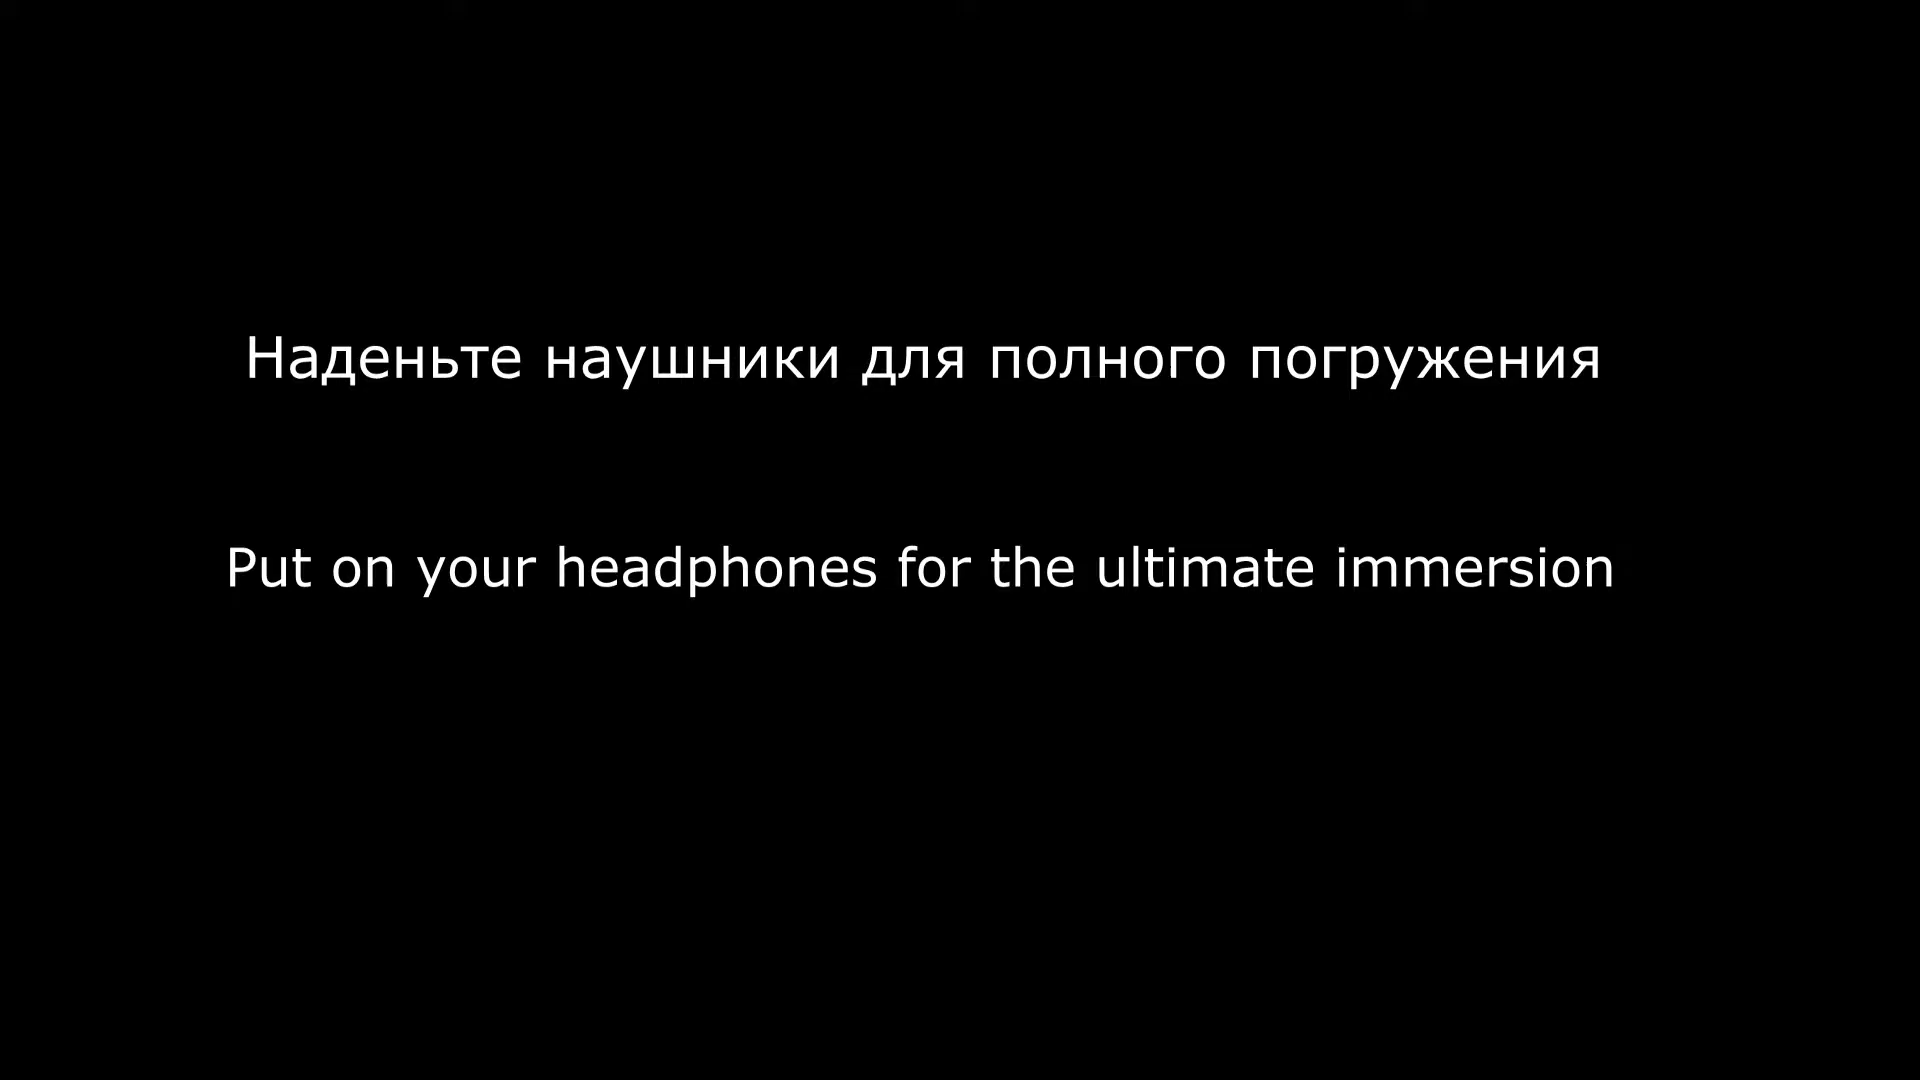 Наденьте наушники для полного погружения
Put on your headphones for the ultimate immersion